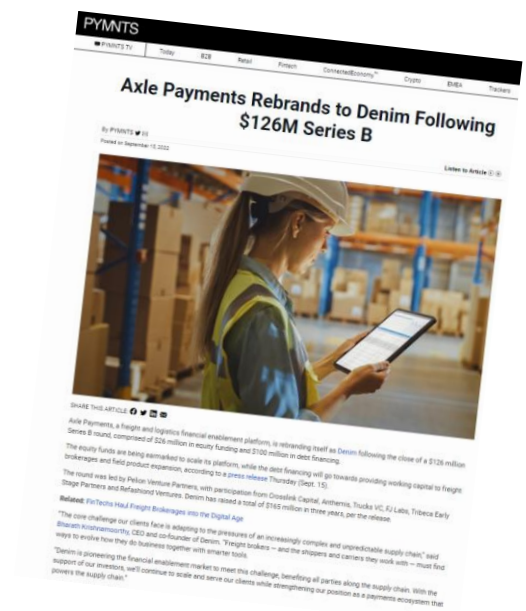 PYMNTS
PYMNTS TV Today B2B Retail Fintech ConnectedEconomy™ Crypto EMEA Trackers
Axle Payments Rebrands to Denim Following
$126M Series B
By PYMNTS
Posted on September 15, 2022
Listen to Article
SHARE THIS ARTICLE:
Axle Payments, a freight and logistics financial enablement platform, is rebranding itself as Denim following the close of a $126 million
Series B round, comprised of $26 million in equity funding and $100 million in debt financing.
The equity funds are being earmarked to scale its platform, while the debt financing will go towards providing working capital to freight
brokerages and field product expansion, according to a press release Thursday (Sept. 15).
The round was led by Pelion Venture Partners, with participation from Crosslink Capital, Anthemis, Trucks VC, FJ Labs, Tribeca Early
Stage Partners and Refashiond Ventures. Denim has raised a total of $165 million in three years, per the release.
Related: FinTechs Haul Freight Brokerages into the Digital Age
"The core challenge our clients face is adapting to the pressures of an increasingly complex and unpredictable supply chain," said
Bharath Krishnamoorthy, CEO and co-founder of Denim. "Freight brokers — and the shippers and carriers they work with — must find
ways to evolve how they do business together with smarter tools.
"Denim is pioneering the financial enablement market to meet this challenge, benefiting all parties along the supply chain. With the
support of our investors, we'll continue to scale and serve our clients while strengthening our position as a payments ecosystem that
powers the supply chain."